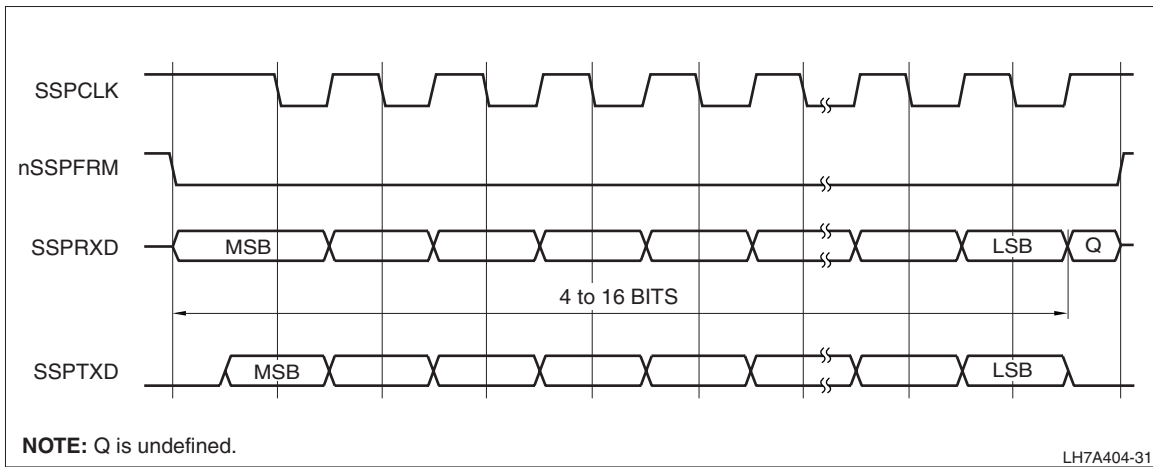 SSPCLK
nSSPFRM
SSPRXD
MSB
LSB
Q
4 to 16 BITS
SSPTXD
MSB
LSB
NOTE: Q is undefined.
LH7A404-31